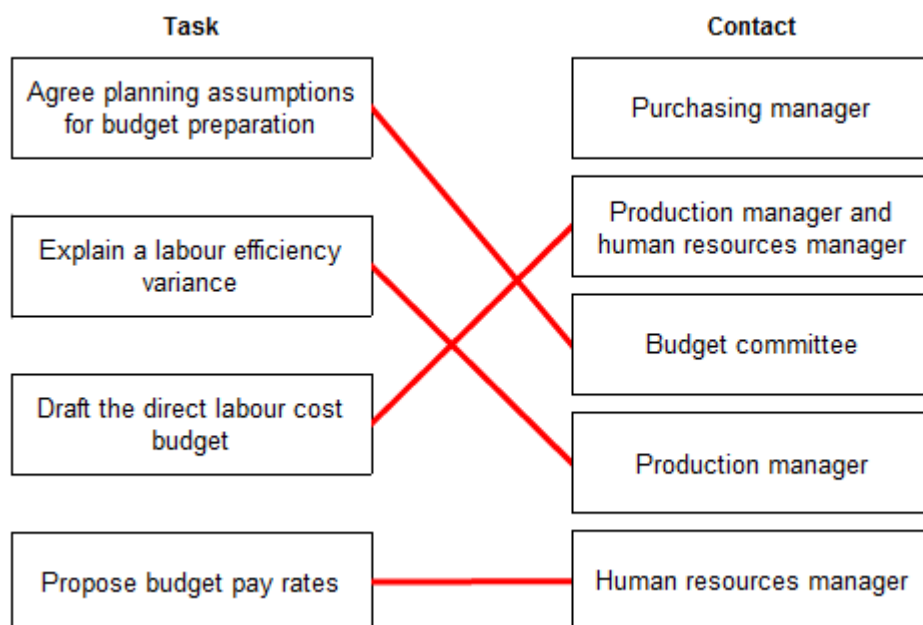 Task
Contact
Agree planning assumptions
for budget preparation
Purchasing manager
Production manager and
human resources manager
Explain a labour efficiency
variance
Budget committee
Draft the direct labour cost
budget
Production manager
Propose budget pay rates
Human resources manager